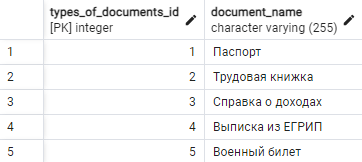 types_of_documents_id document_name
[PK] integer character varying (255)
1 1 Паспорт
2 2 Трудовая книжка
3 3 Справка о доходах
4 4 Выписка из ЕГРИП
5 5 Военный билет